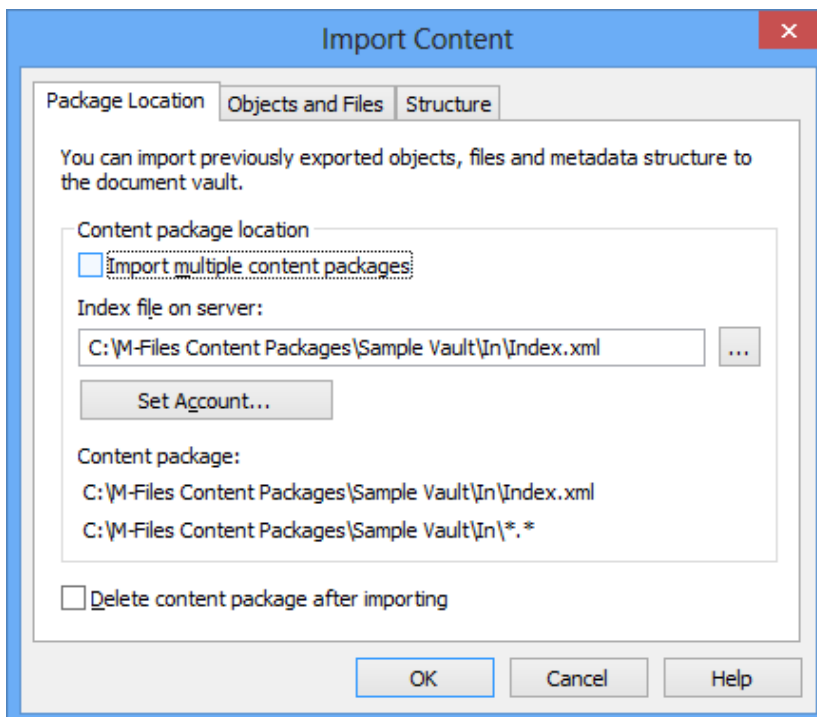 Import Content
Package Location
Objects and Files
Structure
You can import previously exported objects, files and metadata structure to
the document vault.
Content package location
Import multiple content packages
Index file on server:
C:\M-Files Content Packages\Sample Vault\In\Index.xml
...
Set Account...
Content package:
C:\M-Files Content Packages\Sample Vault\In\Index.xml
C:\M-Files Content Packages\Sample Vault\In\*.*
Delete content package after importing
OK
Cancel
Help